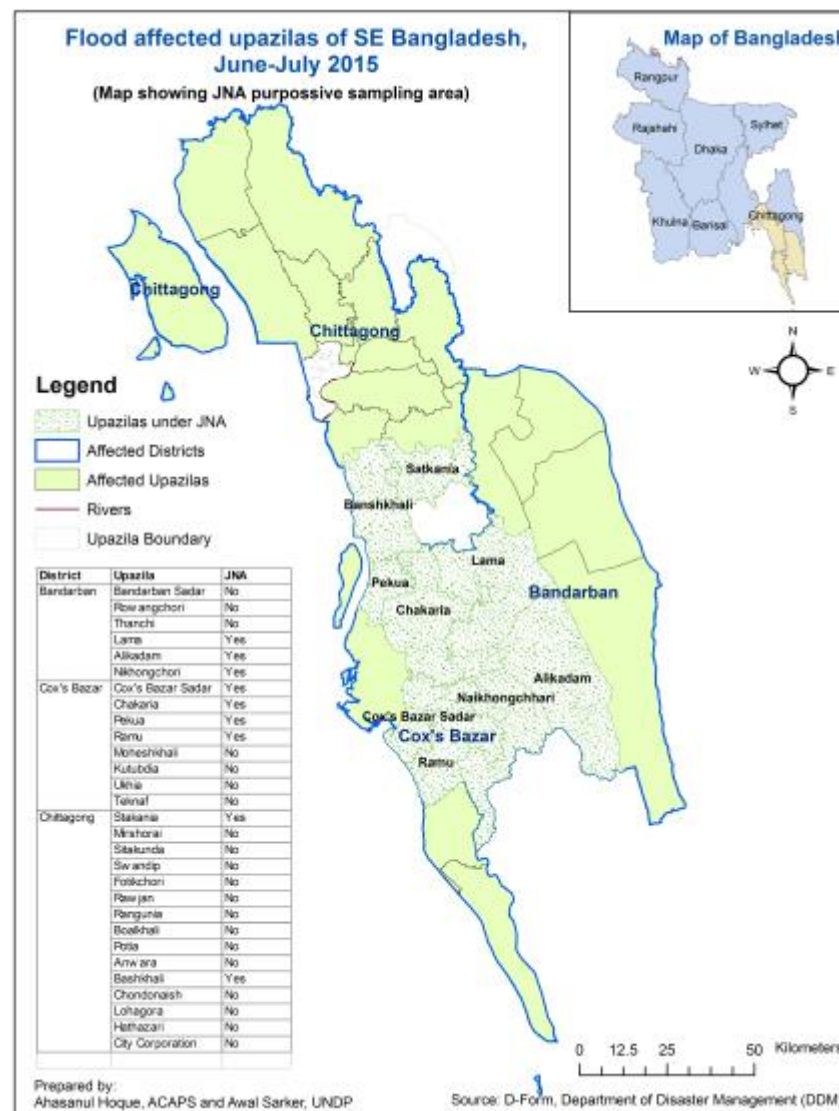 Flood affected upazilas of SE Bangladesh,
June-July 2015
(Map showing JNA purpossive sampling area)
Map of Bangladesh
Rangpur
Rajshahi
Sylhet
Dhaka
Khulna
Barisal
Chittagong
N
W
E
S
Chittagong
Chittagong
Legend
Upazilas under JNA
Affected Districts
Affected Upazilas
Rivers
Upazila Boundary
Satkania
Banshkhali
Lama
Pekua
Chakaria
Bandarban
Alikadam
Naikhongchhari
Cox's Bazar Sadar
Cox's Bazar
Ramu
District Upazila JNA
Bandarban Bandarban Sadar No
Rowangchori No
Thanchi No
Lama Yes
Alikadam Yes
Nikhongchori Yes
Cox's Bazar Cox's Bazar Sadar Yes
Chakaria Yes
Pekua Yes
Ramu Yes
Moheshkhali No
Kutubdia No
Ukhia No
Teknaf No
Chittagong Stakania Yes
Mirshorai No
Sitakunda No
Swandip No
Fotikchori No
Rawjan No
Rangunia No
Boalkhali No
Potia No
Anwara No
Bashkhali Yes
Chondonaish No
Lohagora No
Hathazari No
City Corporation No
0 12.5 25 50 Kilometers
Prepared by:
Ahasanul Hoque, ACAPS and Awal Sarker, UNDP
Source: D-Form, Department of Disaster Management (DDM